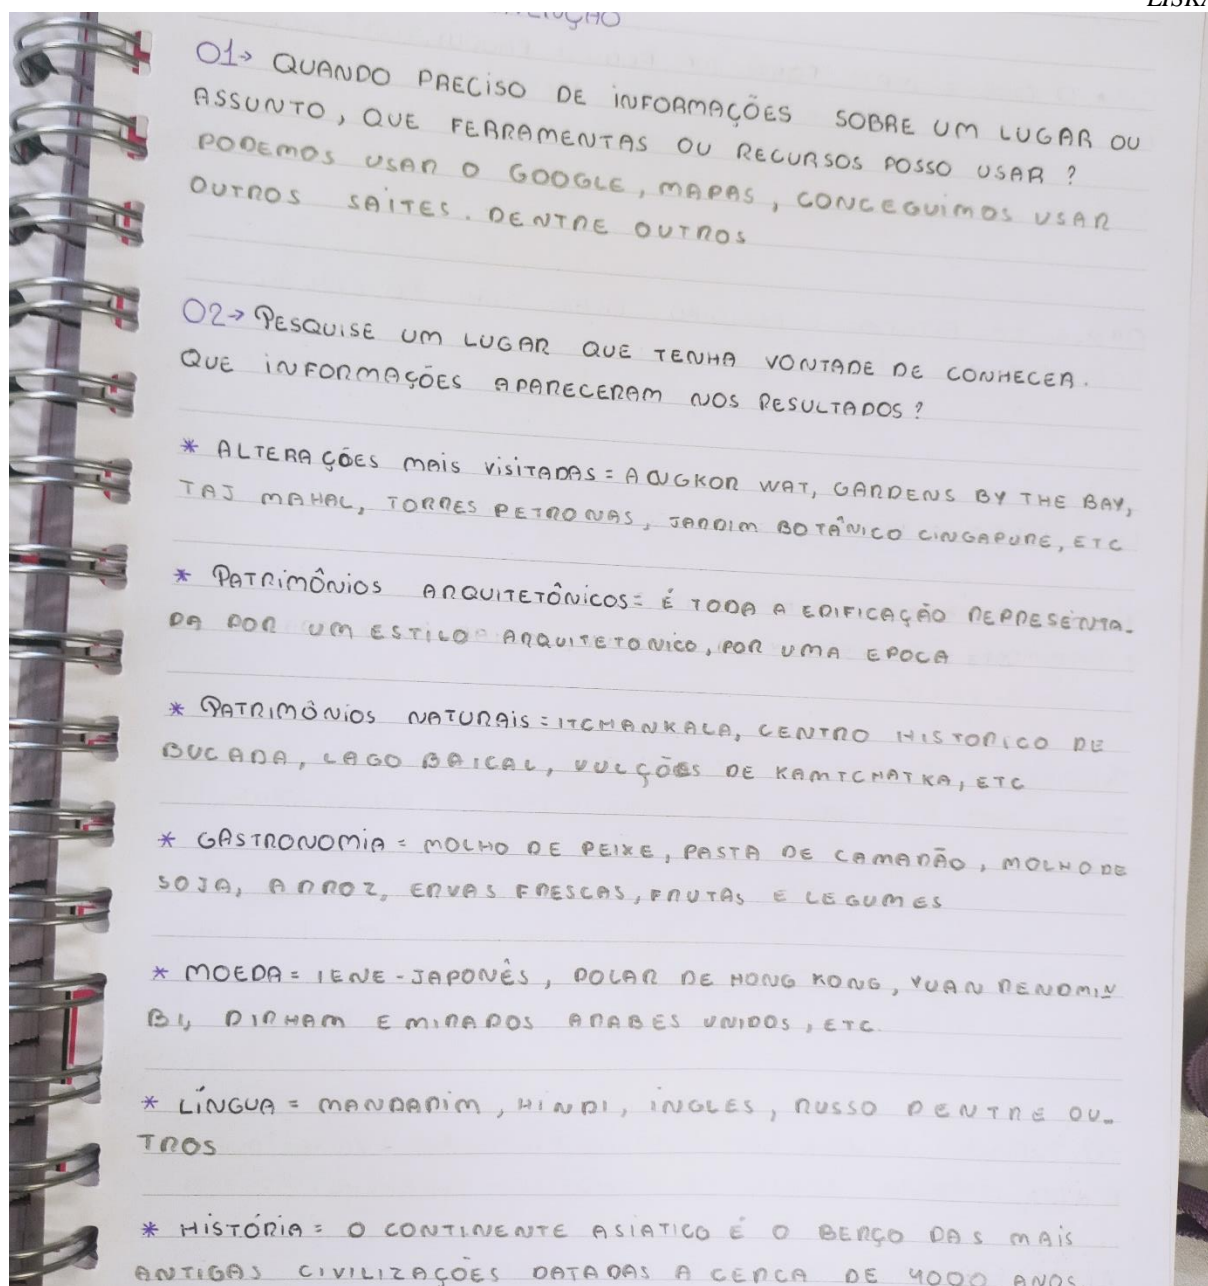 01→ QUANDO PRECISO DE INFORMAÇÕES SOBRE UM LUGAR OU
ASSUNTO, QUE FERRAMENTAS OU RECURSOS POSSO USAR?
PODEMOS USAR O GOOGLE, MAPAS, CONCEGUIMOS USAR
OUTROS SAITES. DENTRE OUTROS
02→ PESQUISE UM LUGAR QUE TENHA VONTADE DE CONHECER.
QUE INFORMAÇÕES APARECERAM NOS RESULTADOS?
* ALTERAÇÕES MAIS VISITADAS = ANGKOR WAT, GARDENS BY THE BAY,
TAJ MAHAL, TORRES PETRONAS, JARDIM BOTÂNICO CINGAPURE, ETC
* PATRIMÔNIOS ARQUITETÔNICOS = É TODA A EDIFICAÇÃO REPRESENTA-
DA POR UM ESTILO ARQUITETONICO, POR UMA EPOCA
* PATRIMÔNIOS NATURAIS = ITCHANKALA, CENTRO HISTORICO DE
BUCARA, LAGO BAICAL, VULÇÕES DE KAMTCHATKA, ETC
* GASTRONOMIA = MOLHO DE PEIXE, PASTA DE CAMARÃO, MOLHO DE
SOJA, ARROZ, ERVAS FRESCAS, FRUTAS E LEGUMES
* MOEDA = IENE-JAPONÊS, DOLAR DE HONG KONG, YUAN RENOMIN
BI, DIRHAM EMIRADOS ARABES UNIDOS, ETC.
* LÍNGUA = MANDARIM, HINDI, INGLES, RUSSO DENTRE OU-
TROS
* HISTÓRIA = O CONTINENTE ASIATICO É O BERÇO DAS MAIS
ANTIGAS CIVILIZAÇÕES DATADAS A CERCA DE 4000 ANOS